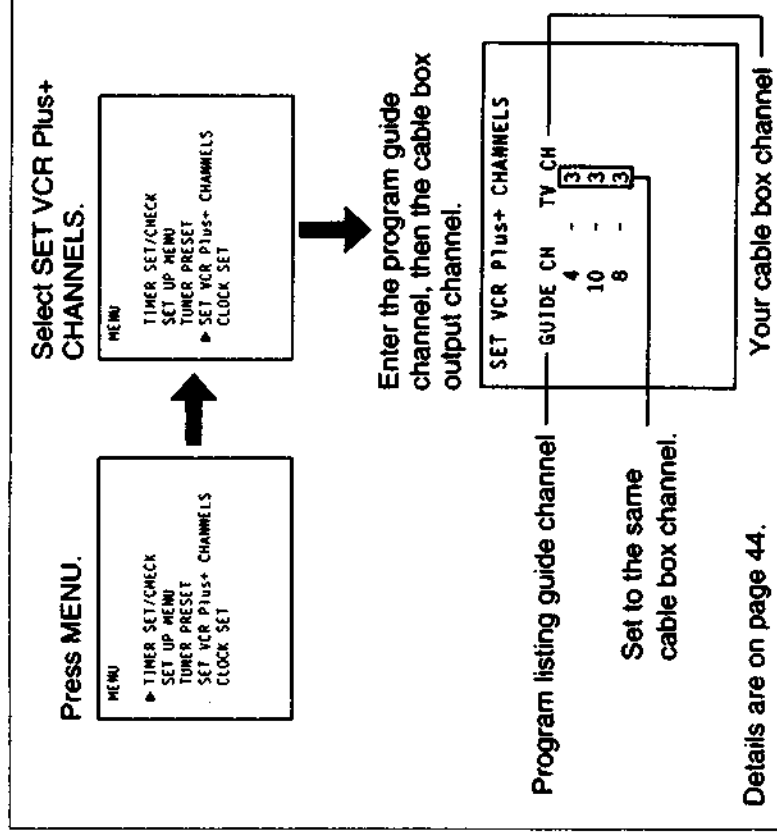 Press MENU.
MENU
▶ TIMER SET/CHECK
SET UP MENU
TUNER PRESET
SET VCR Plus+ CHANNELS
CLOCK SET
Select SET VCR Plus+
CHANNELS.
MENU
TIMER SET/CHECK
SET UP MENU
TUNER PRESET
▶ SET VCR Plus+ CHANNELS
CLOCK SET
Enter the program guide
channel, then the cable box
output channel.
SET VCR Plus+ CHANNELS
GUIDE CH TV CH
4 - 3
10 - 3
8 - 3
Program listing guide channel
Set to the same
cable box channel.
Your cable box channel
Details are on page 44.